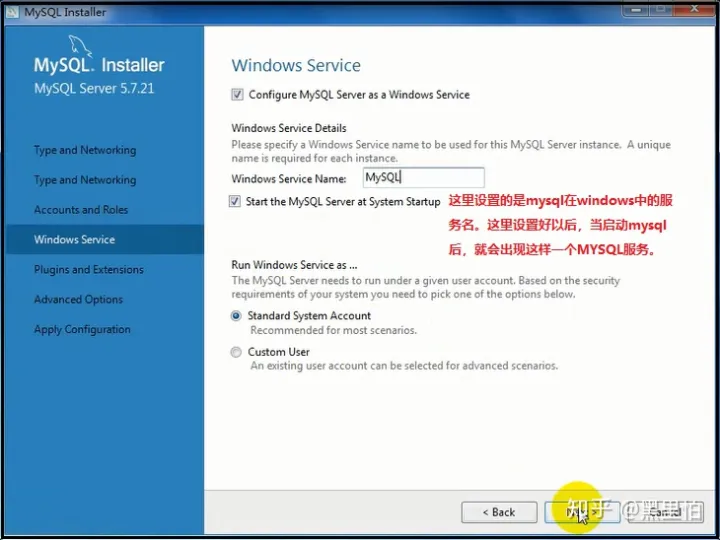 MySQL Installer
MySQL. Installer
MySQL Server 5.7.21
Type and Networking
Type and Networking
Accounts and Roles
Windows Service
Plugins and Extensions
Advanced Options
Apply Configuration
Windows Service
Configure MySQL Server as a Windows Service
Windows Service Details
Please specify a Windows Service name to be used for this MySQL Server instance. A unique
name is required for each instance.
Windows Service Name: MySQL
Start the MySQL Server at System Startup
这里设置的是mysql在windows中的服
务名。这里设置好以后，当启动mysql
后，就会出现这样一个MYSQL服务。
Run Windows Service as ...
The MySQL Server needs to run under a given user account. Based on the security
requirements of your system you need to pick one of the options below.
Standard System Account
Recommended for most scenarios.
Custom User
An existing user account can be selected for advanced scenarios.
< Back
Cancel
知乎 @黑里伯